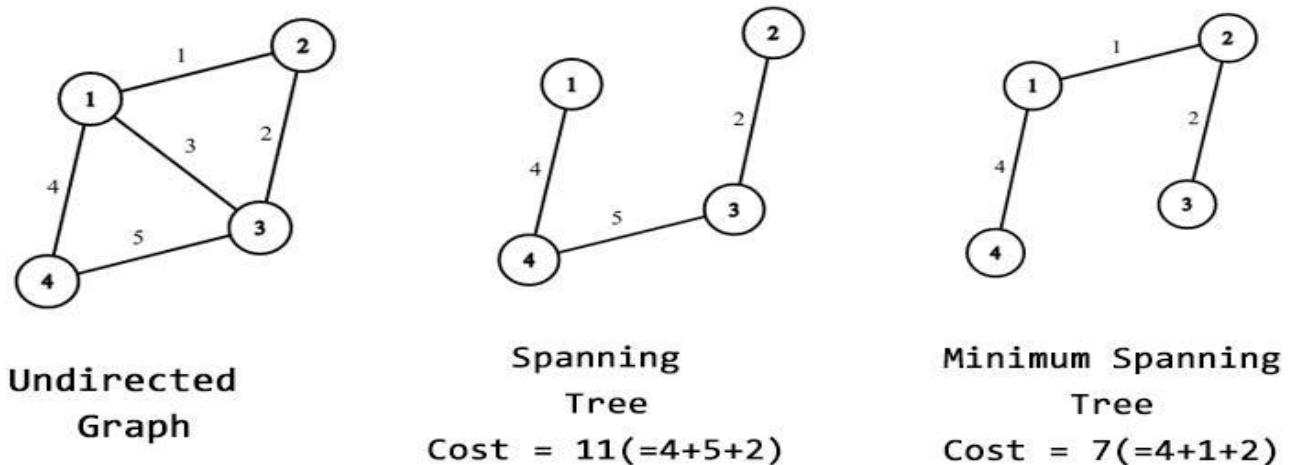 1
2
1
3
2
4
5
3
4
Undirected
Graph
2
1
2
4
5
3
4
Spanning
Tree
Cost = 11(=4+5+2)
1
2
1
2
4
3
4
Minimum Spanning
Tree
Cost = 7(=4+1+2)